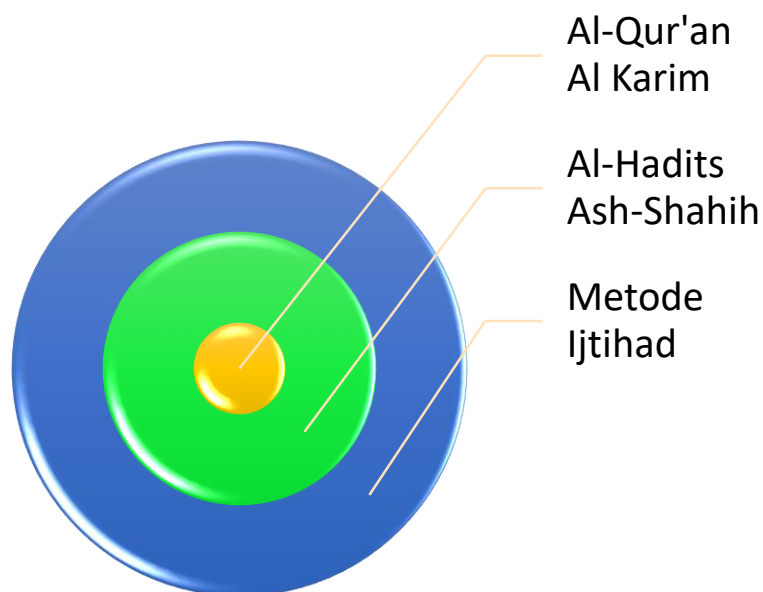 Al-Qur'an
Al Karim
Al-Hadits
Ash-Shahih
Metode
Ijtihad